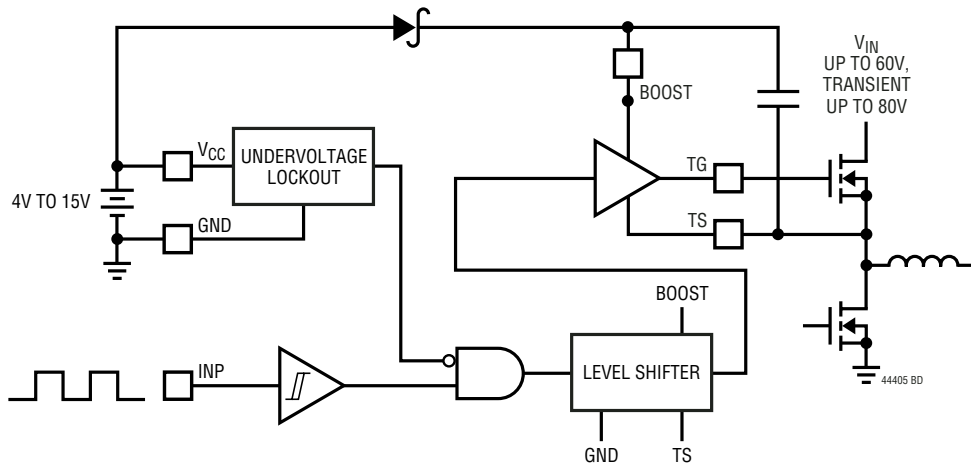 V_IN
UP TO 60V,
TRANSIENT
UP TO 80V
BOOST
V_CC
UNDERVOLTAGE
LOCKOUT
TG
4V TO 15V
GND
TS
BOOST
INP
LEVEL SHIFTER
44405 BD
GND
TS